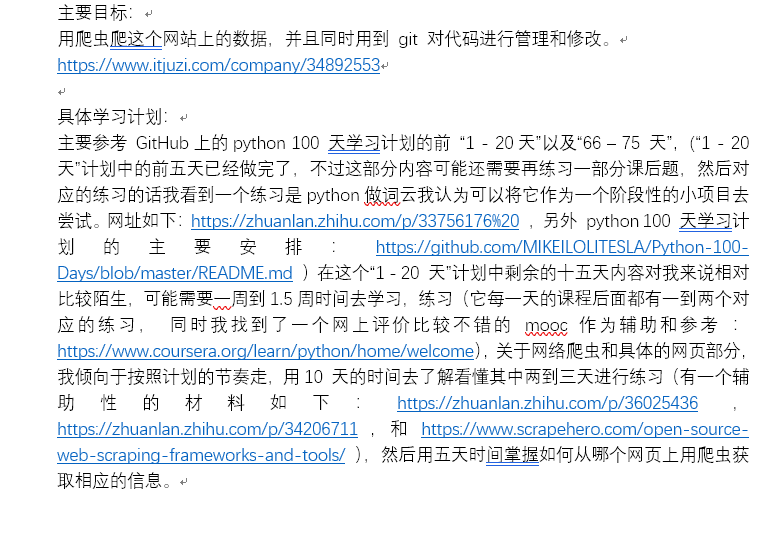 主要目标：
用爬虫爬这个网站上的数据，并且同时用到 git 对代码进行管理和修改。
https://www.itjuzi.com/company/34892553
具体学习计划：
主要参考 GitHub 上的 python 100 天学习计划的前 “1 - 20 天”以及“66 – 75 天”，(“1 - 20
天”计划中的前五天已经做完了，不过这部分内容可能还需要再练习一部分课后题，然后对
应的练习的话我看到一个练习是 python 做词云我认为可以将它作为一个阶段性的小项目去
尝试。网址如下：https://zhuanlan.zhihu.com/p/33756176%20 ，另外 python 100 天学习计
划的主要安排：https://github.com/MIKEILOLITESLA/Python-100-
Days/blob/master/README.md ）在这个“1 - 20 天”计划中剩余的十五天内容对我来说相对
比较陌生，可能需要一周到 1.5 周时间去学习，练习（它每一天的课程后面都有一到两个对
应的练习， 同时我找到了一个网上评价比较不错的 mooc 作为辅助和参考：
https://www.coursera.org/learn/python/home/welcome），关于网络爬虫和具体的网页部分，
我倾向于按照计划的节奏走，用 10 天的时间去了解看懂其中两到三天进行练习（有一个辅
助性的材料如下：https://zhuanlan.zhihu.com/p/36025436 ，
https://zhuanlan.zhihu.com/p/34206711 ，和 https://www.scrapehero.com/open-source-
web-scraping-frameworks-and-tools/ ），然后用五天时间掌握如何从哪个网页上用爬虫获
取相应的信息。